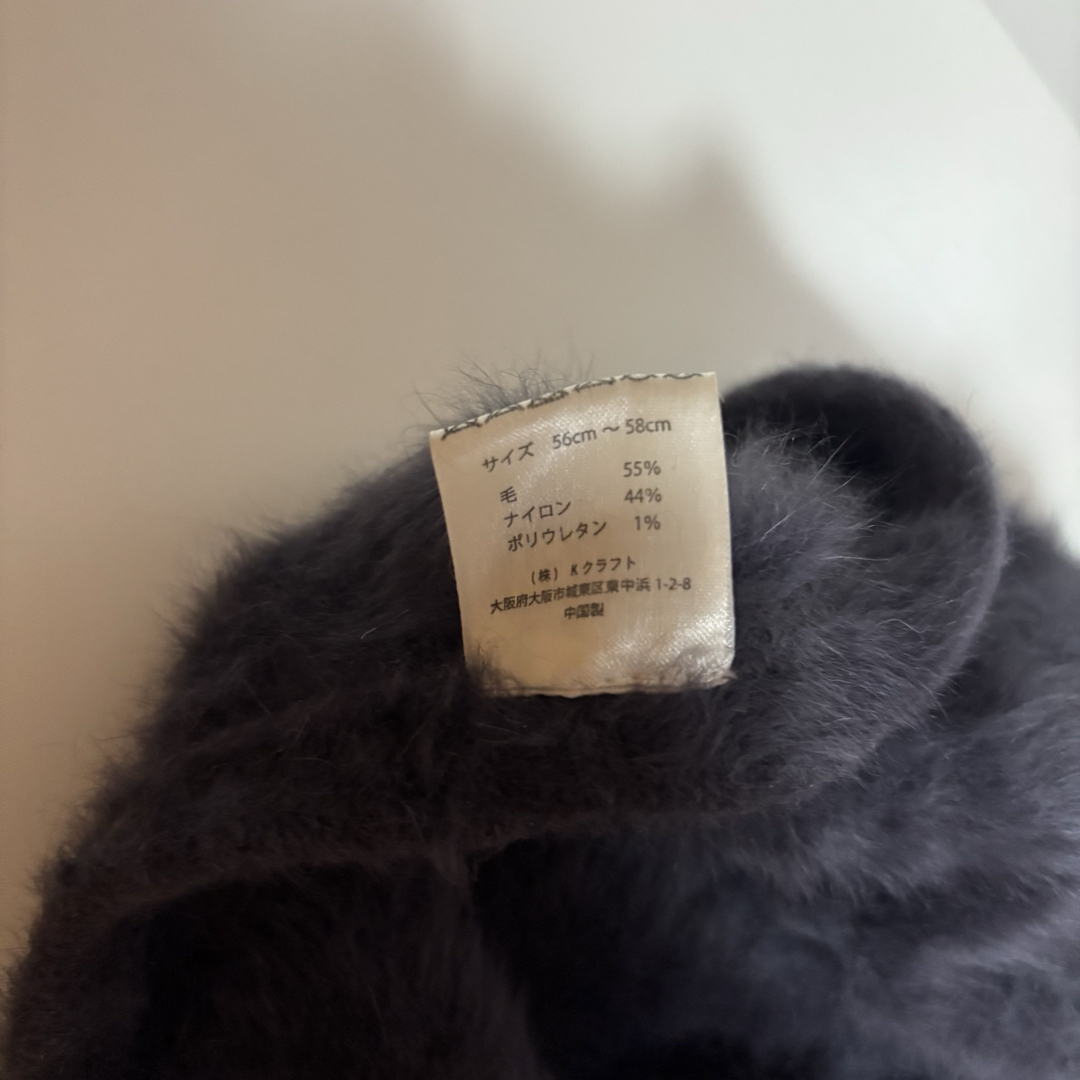 サイズ 56cm ～ 58cm
毛 55%
ナイロン 44%
ポリウレタン 1%
(株) Kクラフト
大阪府大阪市城東区東中浜 1-2-8
中国製